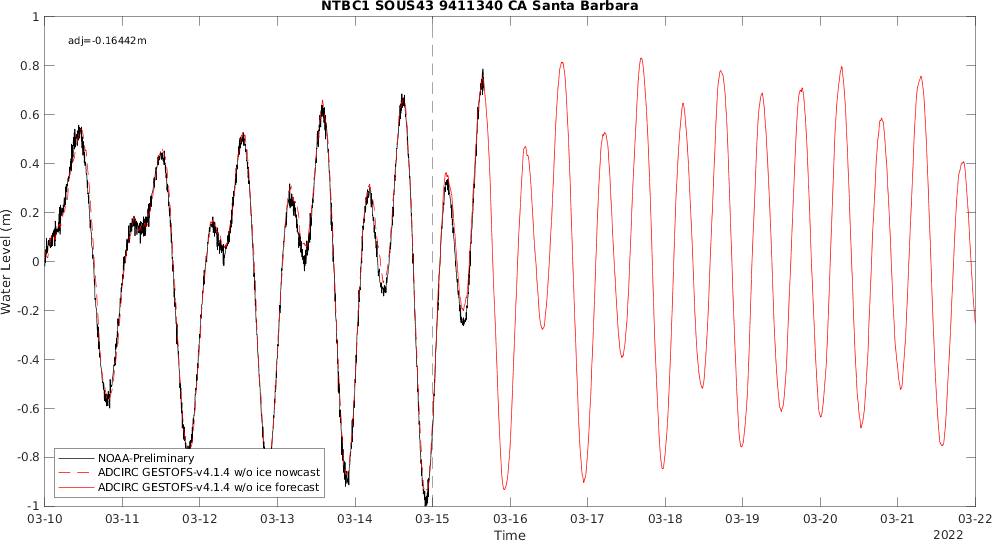 NTBC1 SOUS43 9411340 CA Santa Barbara
adj=-0.16442m
1
0.8
0.6
0.4
0.2
0
-0.2
-0.4
-0.6
-0.8
-1
Water Level (m)
NOAA-Preliminary
ADCIRC GESTOFS-v4.1.4 w/o ice nowcast
ADCIRC GESTOFS-v4.1.4 w/o ice forecast
03-10 03-11 03-12 03-13 03-14 03-15 03-16 03-17 03-18 03-19 03-20 03-21 03-22
Time
2022